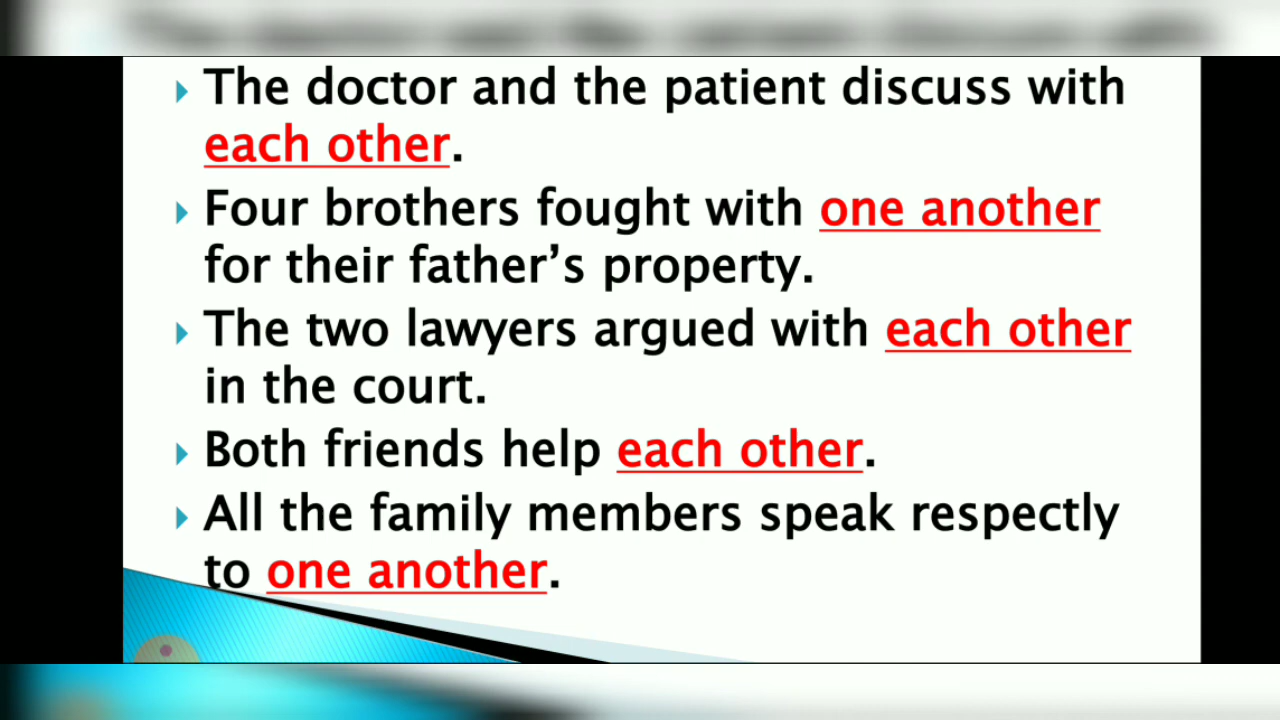 The doctor and the patient discuss with
each other.
Four brothers fought with one another
for their father’s property.
The two lawyers argued with each other
in the court.
Both friends help each other.
All the family members speak respectly
to one another.